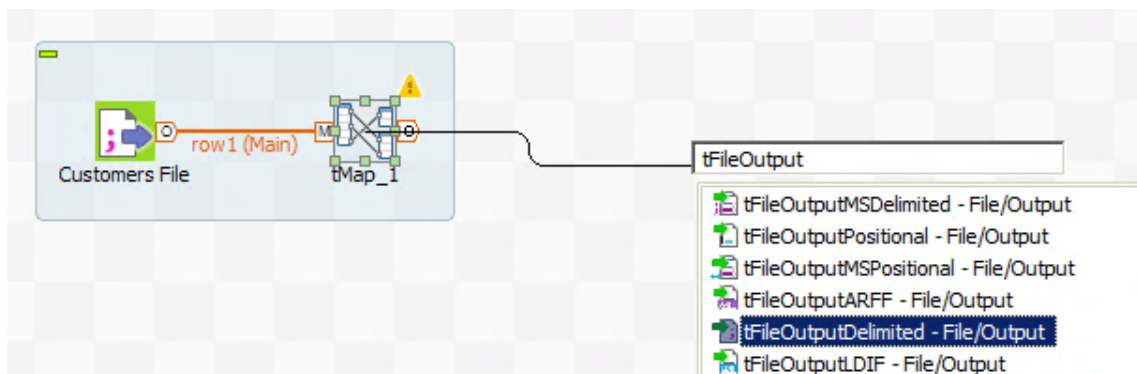 O
M
O
row1 (Main)
Customers File
tMap_1
tFileOutput
tFileOutputMSDelimited - File/Output
tFileOutputPositional - File/Output
tFileOutputMSPositional - File/Output
tFileOutputARFF - File/Output
tFileOutputDelimited - File/Output
tFileOutputLDIF - File/Output